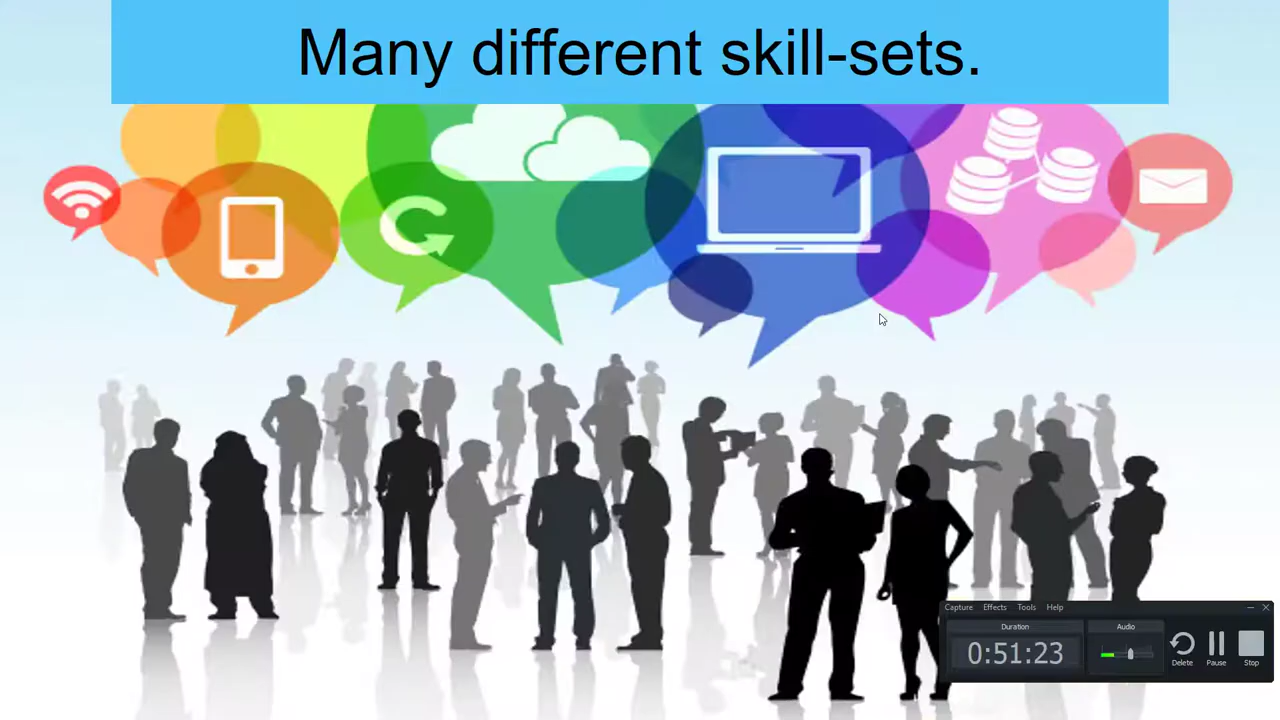 Many different skill-sets.
Capture Effects Tools Help
Duration Audio
0:51:23
Delete Pause Stop